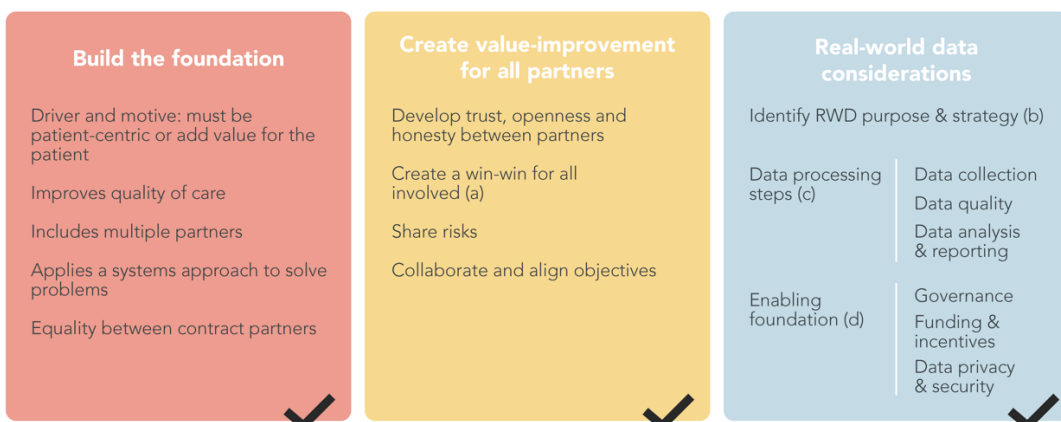 Build the foundation
Driver and motive: must be
patient-centric or add value for the
patient
Improves quality of care
Includes multiple partners
Applies a systems approach to solve
problems
Equality between contract partners
Create value-improvement
for all partners
Develop trust, openness and
honesty between partners
Create a win-win for all
involved (a)
Share risks
Collaborate and align objectives
Real-world data
considerations
Identify RWD purpose & strategy (b)
Data processing
steps (c)
Data collection
Data quality
Data analysis
& reporting
Enabling
foundation (d)
Governance
Funding &
incentives
Data privacy
& security